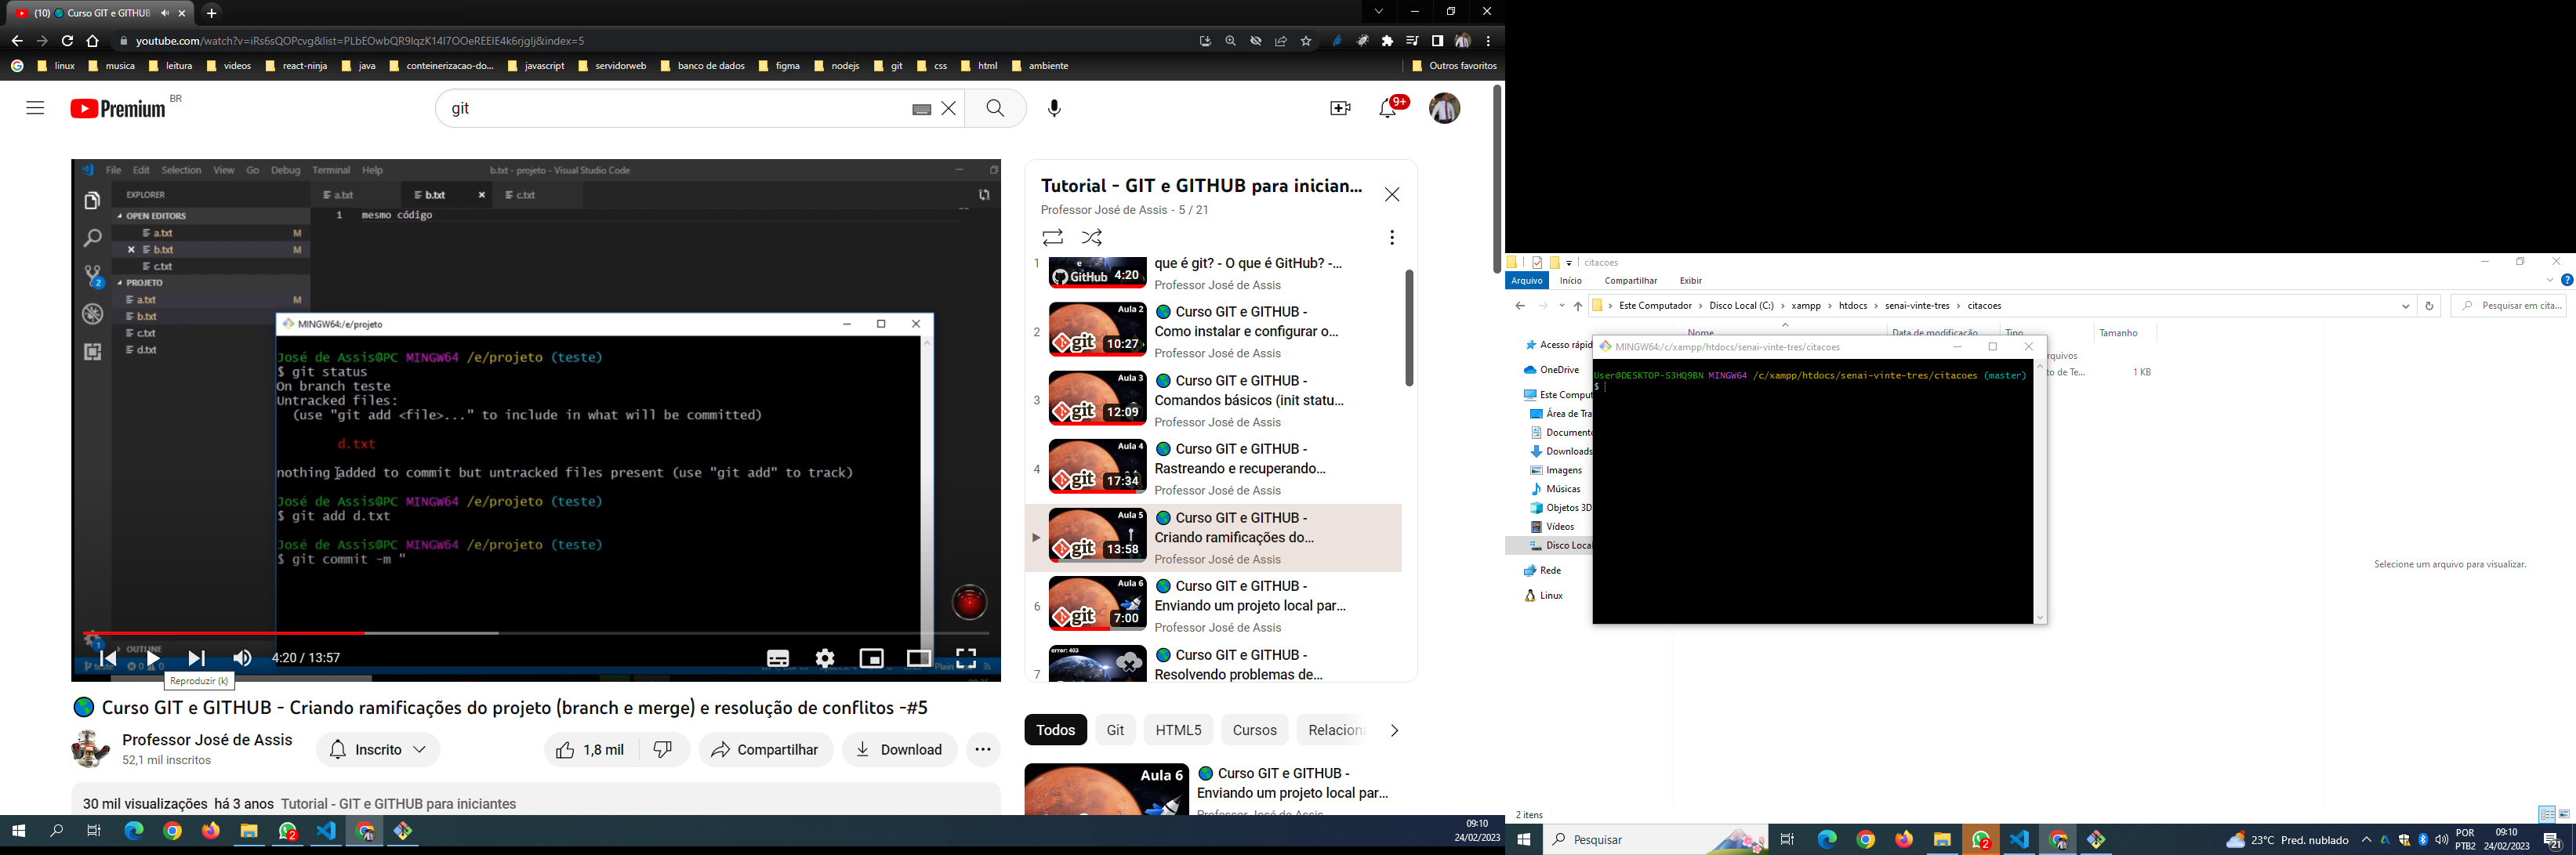 (10) Curso GIT e GITHUB
youtube.com/watch?v=iRs6sQOPcvg&list=PLbEOwbQR9lqzK14I7OOeREEIE4k6rjgIj&index=5
linux musica leitura videos react-ninja java conteinerizacao-do... javascript servidorweb banco de dados figma nodejs git css html ambiente Outros favoritos
Premium BR
git
9+
File Edit Selection View Go Debug Terminal Help b.txt - projeto - Visual Studio Code
EXPLORER
a.txt b.txt c.txt
OPEN EDITORS
1 mesmo código
a.txt M
b.txt M
c.txt
2
PROJETO
a.txt M
b.txt
c.txt
d.txt
MINGW64:/e/projeto
José de Assis@PC MINGW64 /e/projeto (teste)
$ git status
On branch teste
Untracked files:
(use "git add <file>..." to include in what will be committed)
d.txt
nothing added to commit but untracked files present (use "git add" to track)
José de Assis@PC MINGW64 /e/projeto (teste)
$ git add d.txt
José de Assis@PC MINGW64 /e/projeto (teste)
$ git commit -m "
OUTLINE
4:20 / 13:57
Reproduzir (k)
Curso GIT e GITHUB - Criando ramificações do projeto (branch e merge) e resolução de conflitos -#5
Professor José de Assis
52,1 mil inscritos
Inscrito
1,8 mil
Compartilhar
Download
30 mil visualizações há 3 anos Tutorial - GIT e GITHUB para iniciantes
Tutorial - GIT e GITHUB para inician...
Professor José de Assis - 5 / 21
1
e
GitHub
4:20
que é git? - O que é GitHub? -...
Professor José de Assis
2
Aula 2
git
10:27
Curso GIT e GITHUB -
Como instalar e configurar o...
Professor José de Assis
3
Aula 3
git
12:09
Curso GIT e GITHUB -
Comandos básicos (init statu...
Professor José de Assis
4
Aula 4
git
17:34
Curso GIT e GITHUB -
Rastreando e recuperando...
Professor José de Assis
Aula 5
git
13:58
Curso GIT e GITHUB -
Criando ramificações do...
Professor José de Assis
6
Aula 6
git
7:00
Curso GIT e GITHUB -
Enviando um projeto local par...
Professor José de Assis
7
error: 403
Curso GIT e GITHUB -
Resolvendo problemas de...
Todos Git HTML5 Cursos Relaciona
Aula 6
Curso GIT e GITHUB -
Enviando um projeto local par...
Professor José de Assis
2
09:10
24/02/2023
citacoes
Arquivo Início Compartilhar Exibir
Este Computador Disco Local (C:) xampp htdocs senai-vinte-tres citacoes
Pesquisar em cita...
Nome Data de modificação Tipo Tamanho
Acesso rápid
OneDrive
Este Comput
Área de Tra
Documento
Downloads
Imagens
Músicas
Objetos 3D
Vídeos
Disco Local
Rede
Linux
rquivos
to de Te... 1 KB
MINGW64:/c/xampp/htdocs/senai-vinte-tres/citacoes
User@DESKTOP-S3HQ9BN MINGW64 /c/xampp/htdocs/senai-vinte-tres/citacoes (master)
$
Selecione um arquivo para visualizar.
2 itens
Pesquisar
2
23°C Pred. nublado
POR
PTB2
09:10
24/02/2023
21